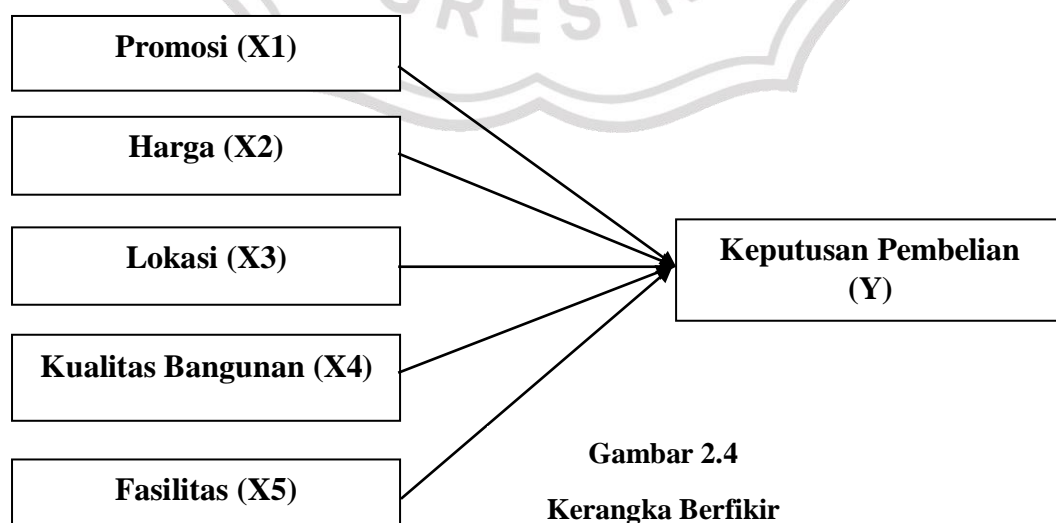 Promosi (X1)
Harga (X2)
Lokasi (X3)
Kualitas Bangunan (X4)
Fasilitas (X5)
Keputusan Pembelian
(Y)
Gambar 2.4
Kerangka Berfikir